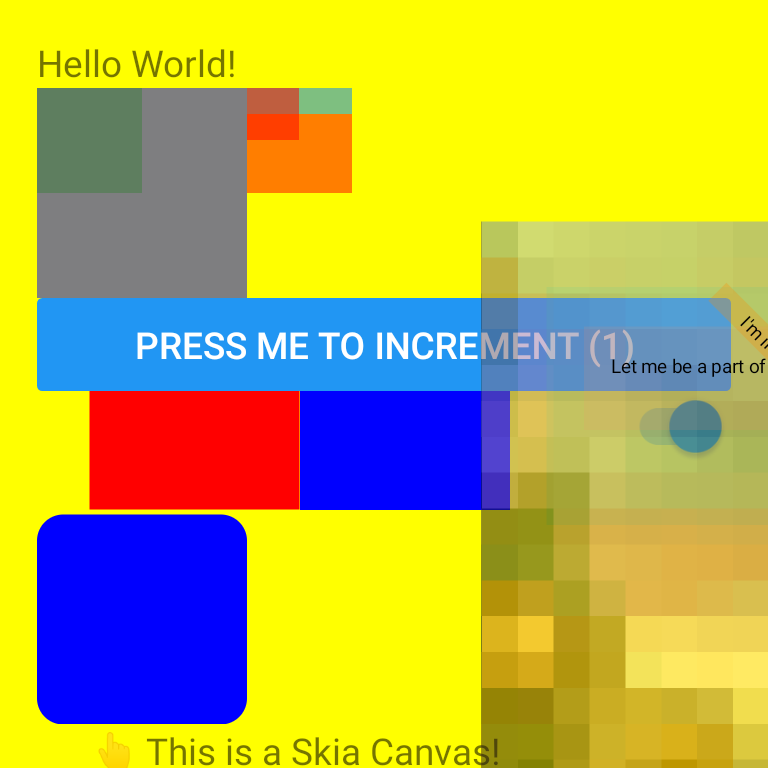 Hello World!
PRESS ME TO INCREMENT (1)
I'm i
Let me be a part of
👆 This is a Skia Canvas!